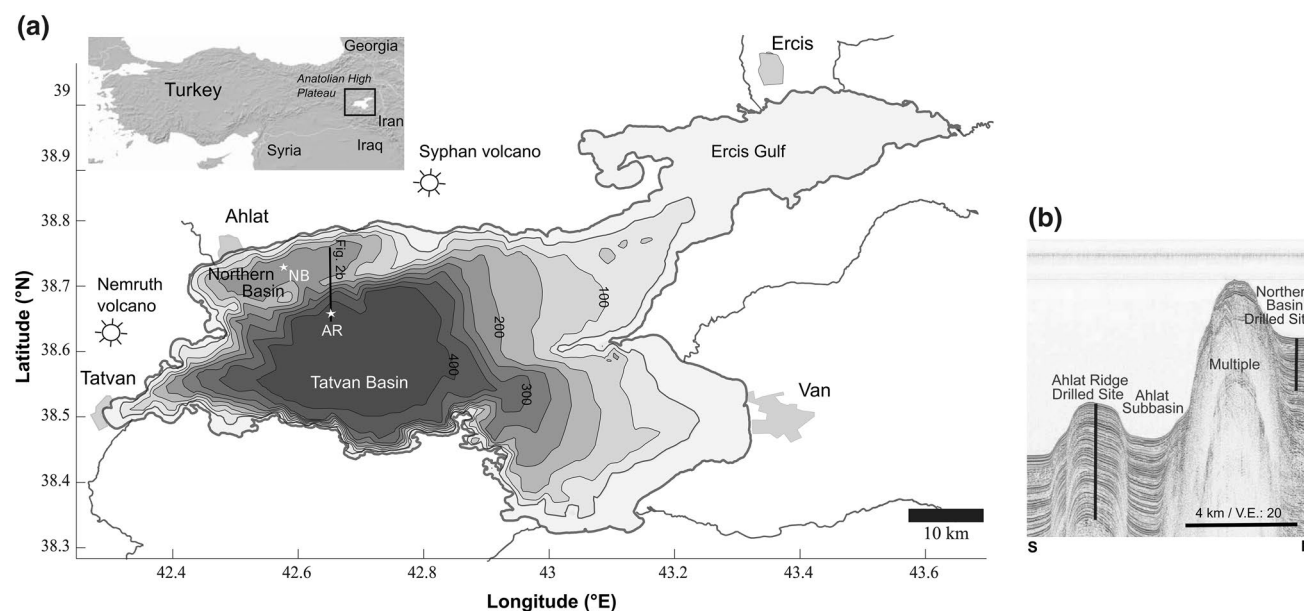 (a)
Georgia
Anatolian High
Plateau
Turkey
Iran
Syria
Iraq
Ercis
Ercis Gulf
Syphan volcano
Ahlat
Fig. 2b
Northern
Basin
NB
Nemruth
volcano
AR
100
200
300
400
Tatvan Basin
Tatvan
Van
10 km
39
38.9
38.8
38.7
38.6
38.5
38.4
38.3
Latitude (°N)
42.4
42.6
42.8
43
43.2
43.4
43.6
Longitude (°E)
(b)
Northern
Basin
Drilled Sit
Multiple
Ahlat Ridge
Drilled Site
Ahlat
Subbasin
4 km / V.E.: 20
S